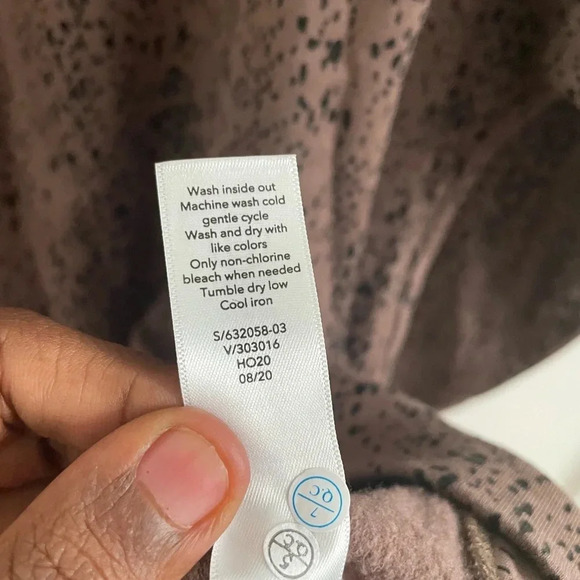 Wash inside out
Machine wash cold
gentle cycle
Wash and dry with
like colors
Only non-chlorine
bleach when needed
Tumble dry low
Cool iron
S/632058-03
V/303016
HO20
08/20
Q.C
7
Q.C